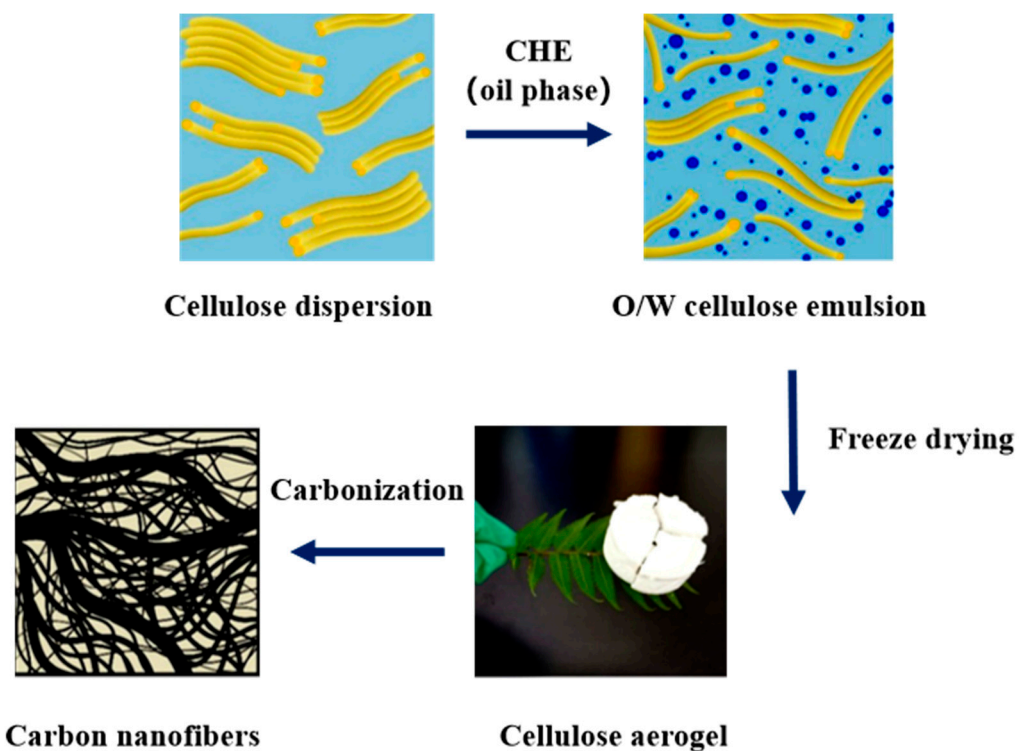 CHE
(oil phase)
Cellulose dispersion
O/W cellulose emulsion
Freeze drying
Carbonization
Carbon nanofibers
Cellulose aerogel